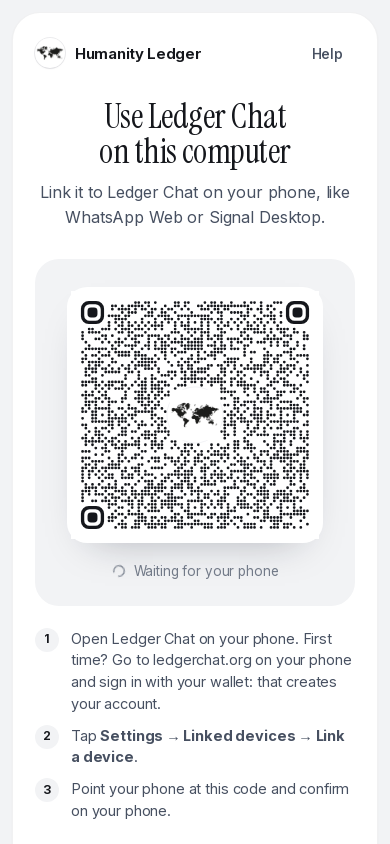 Humanity Ledger
Help
Use Ledger Chat
on this computer
Link it to Ledger Chat on your phone, like
WhatsApp Web or Signal Desktop.
Waiting for your phone
1
Open Ledger Chat on your phone. First
time? Go to ledgerchat.org on your phone
and sign in with your wallet: that creates
your account.
2
Tap Settings → Linked devices → Link
a device.
3
Point your phone at this code and confirm
on your phone.